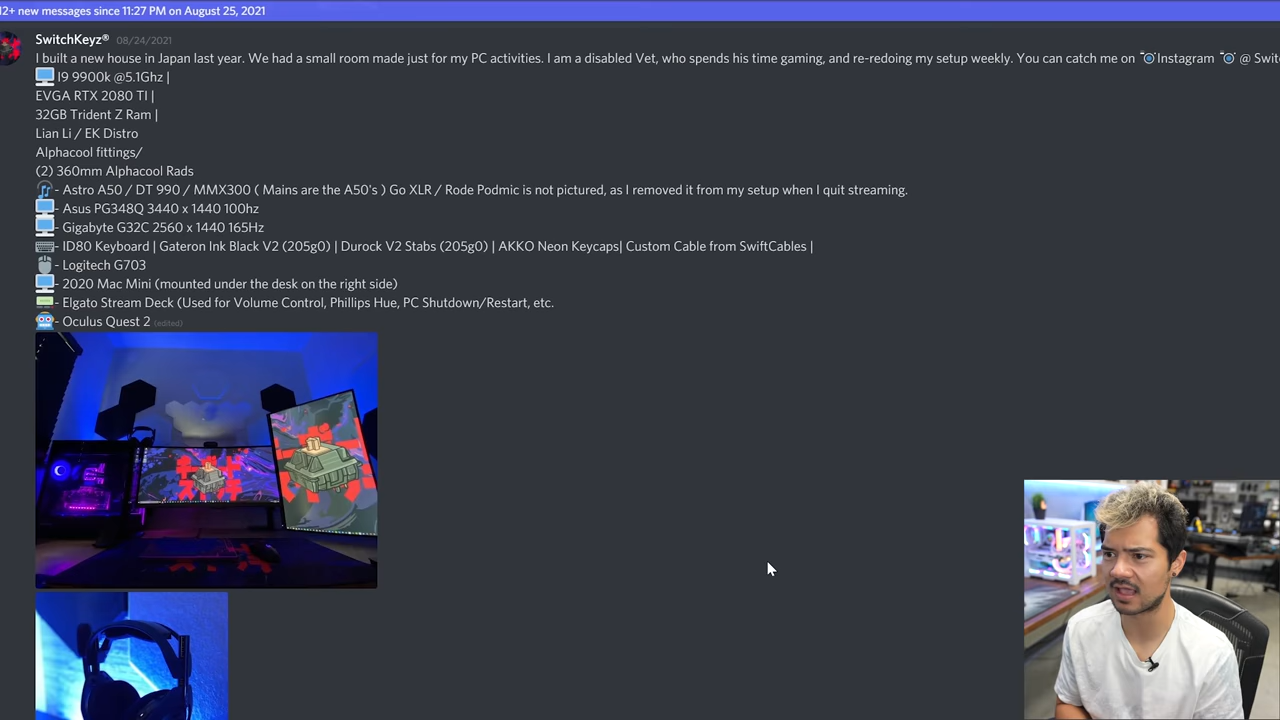 12+ new messages since 11:27 PM on August 25, 2021
SwitchKeyz® 08/24/2021
I built a new house in Japan last year. We had a small room made just for my PC activities. I am a disabled Vet, who spends his time gaming, and re-redoing my setup weekly. You can catch me on Instagram @ Swit
I9 9900k @5.1Ghz |
EVGA RTX 2080 TI |
32GB Trident Z Ram |
Lian Li / EK Distro
Alphacool fittings/
(2) 360mm Alphacool Rads
- Astro A50 / DT 990 / MMX300 ( Mains are the A50's ) Go XLR / Rode Podmic is not pictured, as I removed it from my setup when I quit streaming.
- Asus PG348Q 3440 x 1440 100hz
- Gigabyte G32C 2560 x 1440 165Hz
- ID80 Keyboard | Gateron Ink Black V2 (205g0) | Durock V2 Stabs (205g0) | AKKO Neon Keycaps| Custom Cable from SwiftCables |
- Logitech G703
- 2020 Mac Mini (mounted under the desk on the right side)
- Elgato Stream Deck (Used for Volume Control, Phillips Hue, PC Shutdown/Restart, etc.
- Oculus Quest 2 (edited)